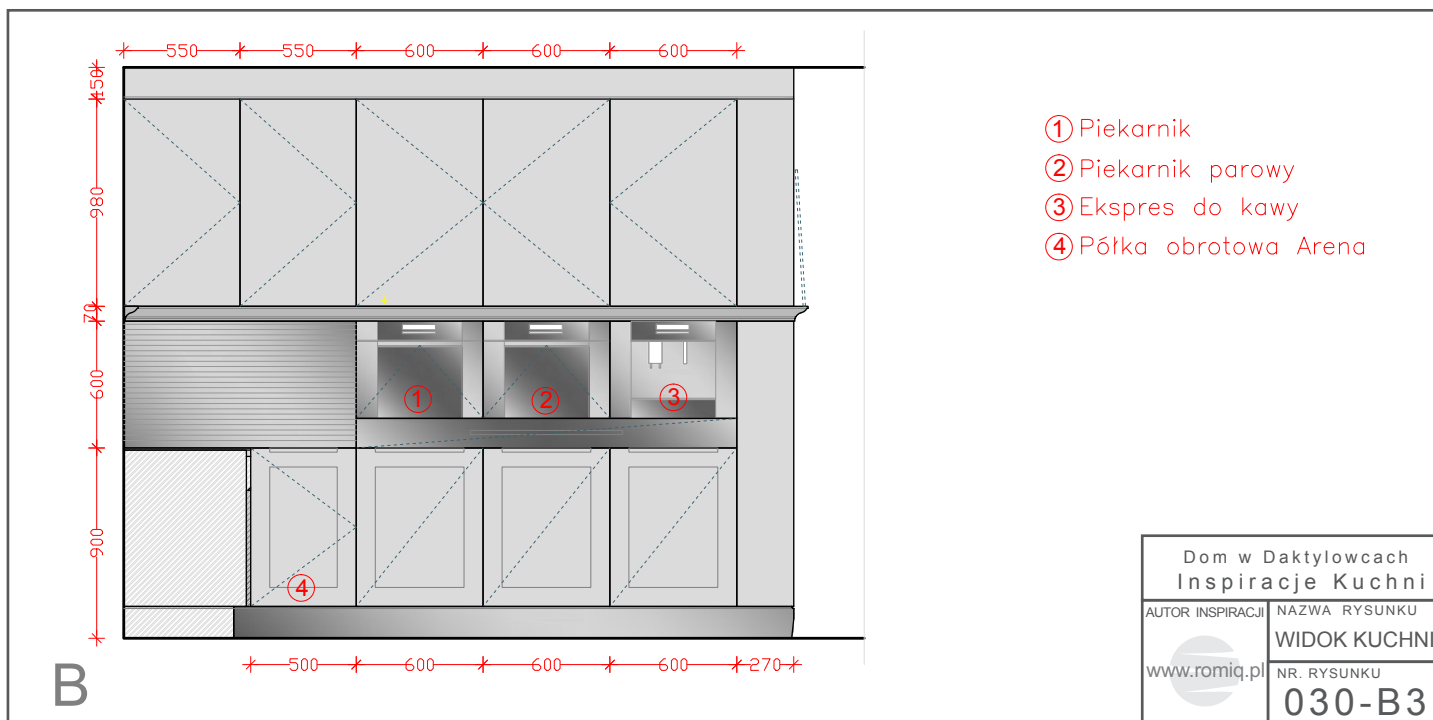 550 550 600 600 600
150
980
70
600
900
1 Piekarnik
2 Piekarnik parowy
3 Ekspres do kawy
4 Półka obrotowa Arena
1 2 3
4
500 600 600 600 270
B
Dom w Daktylowcach
Inspiracje Kuchni
AUTOR INSPIRACJI
www.romiq.pl
NAZWA RYSUNKU
WIDOK KUCHNI
NR. RYSUNKU
030-B3